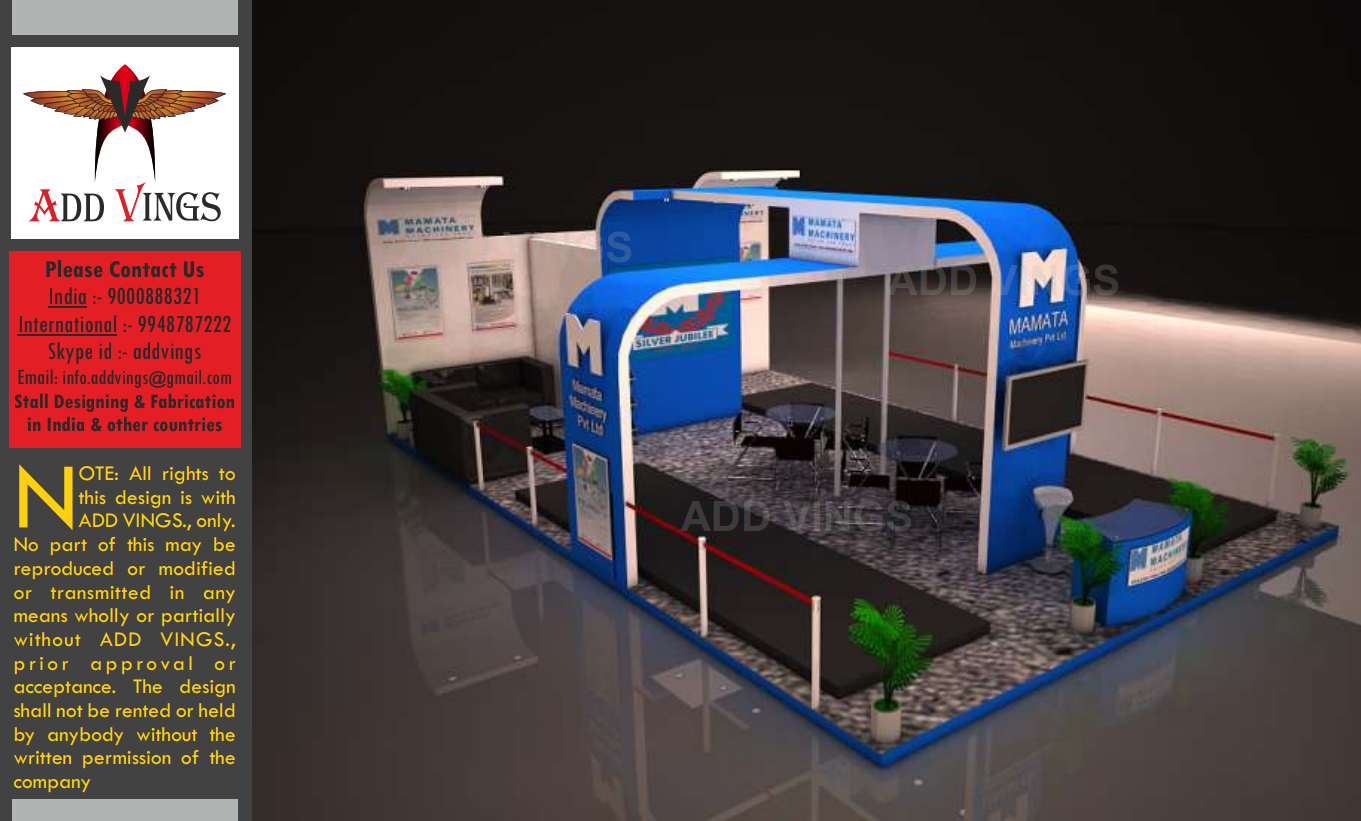 ADD VINGS
Please Contact Us
India :- 9000888321
International :- 9948787222
Skype id :- addvings
Email: info.addvings@gmail.com
Stall Designing & Fabrication
in India & other countries
NOTE: All rights to
this design is with
ADD VINGS., only.
No part of this may be
reproduced or modified
or transmitted in any
means wholly or partially
without ADD VINGS.,
prior approval or
acceptance. The design
shall not be rented or held
by anybody without the
written permission of the
company
MAMATA
MACHINERY
MAMATA
MACHINERY
M
MAMATA
Machinery Pvt Ltd
M
Mamata
Machinery
Pvt Ltd
SILVER JUBILEE
MAMATA
MACHINERY
ADD VINGS
ADD VINGS